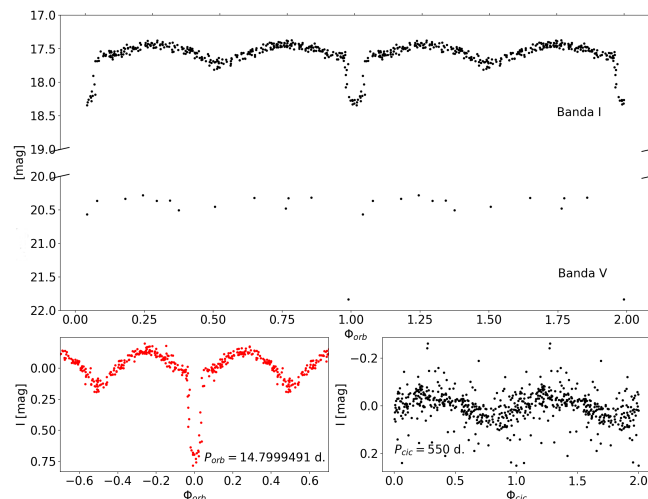 17.0
17.5
18.0
18.5
19.0
Banda I
[mag]
20.0
20.5
21.0
21.5
22.0
Banda V
0.00 0.25 0.50 0.75 1.00 1.25 1.50 1.75 2.00
Φorb
I [mag]
0.00
0.25
0.50
0.75
Porb = 14.7999491 d.
−0.6 −0.4 −0.2 0.0 0.2 0.4 0.6
Φorb
I [mag]
−0.2
0.0
0.2
Pcic = 550 d.
0.0 0.5 1.0 1.5 2.0
Φcic